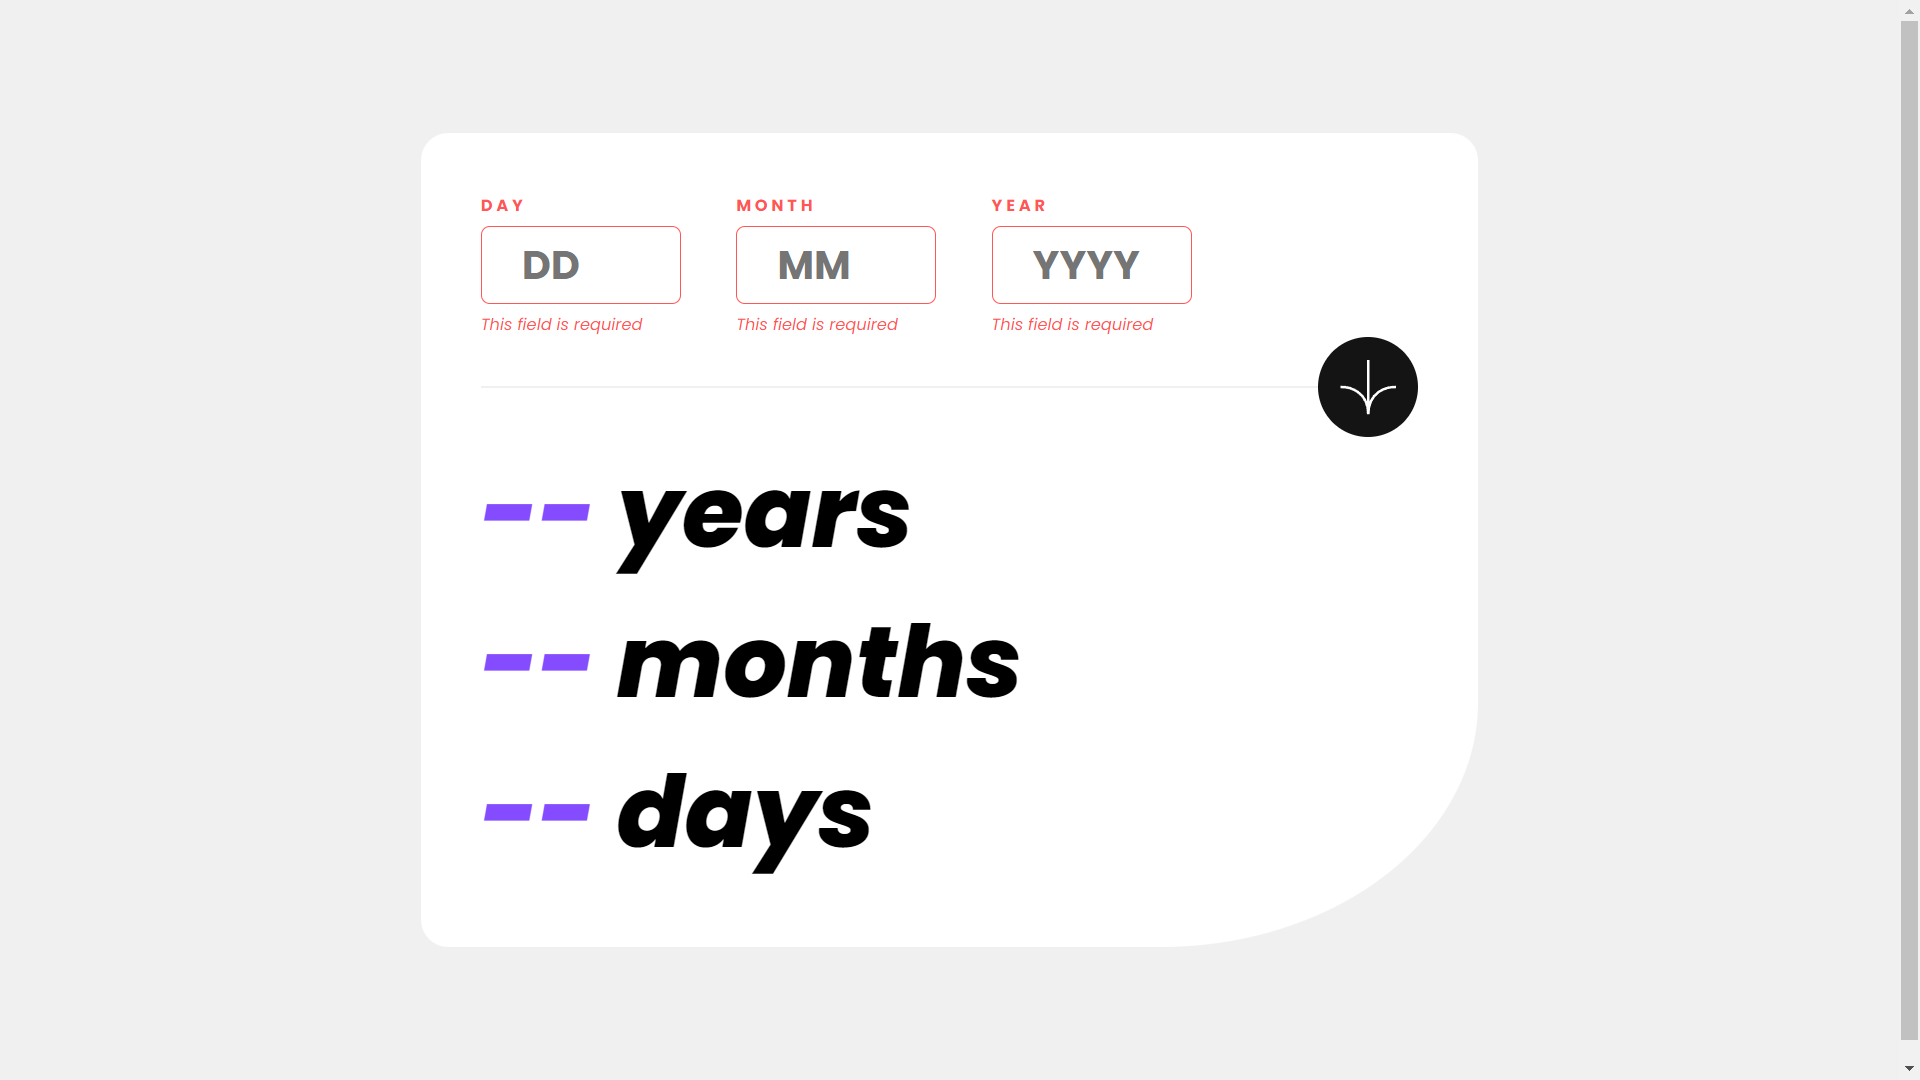 DAY MONTH YEAR
DD MM YYYY
This field is required This field is required This field is required
-- years
-- months
-- days